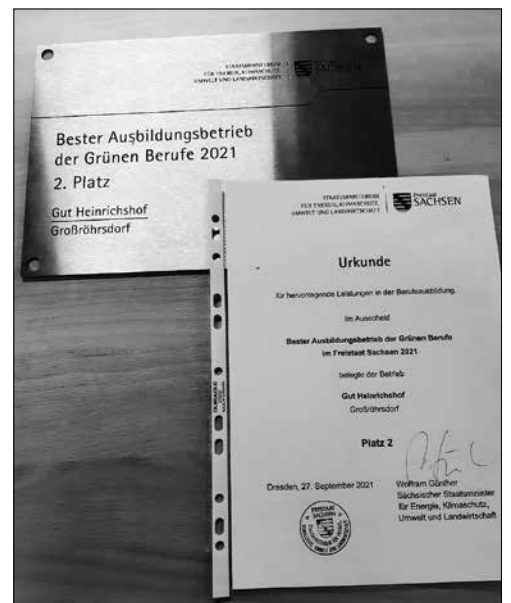 STAATSMINISTERIUM
FÜR ENERGIE, KLIMASCHUTZ,
UMWELT UND LANDWIRTSCHAFT
SACHSEN
Bester Ausbildungsbetrieb
der Grünen Berufe 2021
2. Platz
Gut Heinrichshof
Großröhrsdorf
STAATSMINISTERIUM
FÜR ENERGIE, KLIMASCHUTZ,
UMWELT UND LANDWIRTSCHAFT
Freistaat
SACHSEN
Urkunde
für hervorragende Leistungen in der Berufsausbildung.
Im Ausscheid
Bester Ausbildungsbetrieb der Grünen Berufe
im Freistaat Sachsen 2021
belegte der Betrieb
Gut Heinrichshof
Großröhrsdorf
Platz 2
Dresden, 27. September 2021
Wolfram Günther
Sächsischer Staatsminister
für Energie, Klimaschutz,
Umwelt und Landwirtschaft
FREISTAAT
SACHSEN